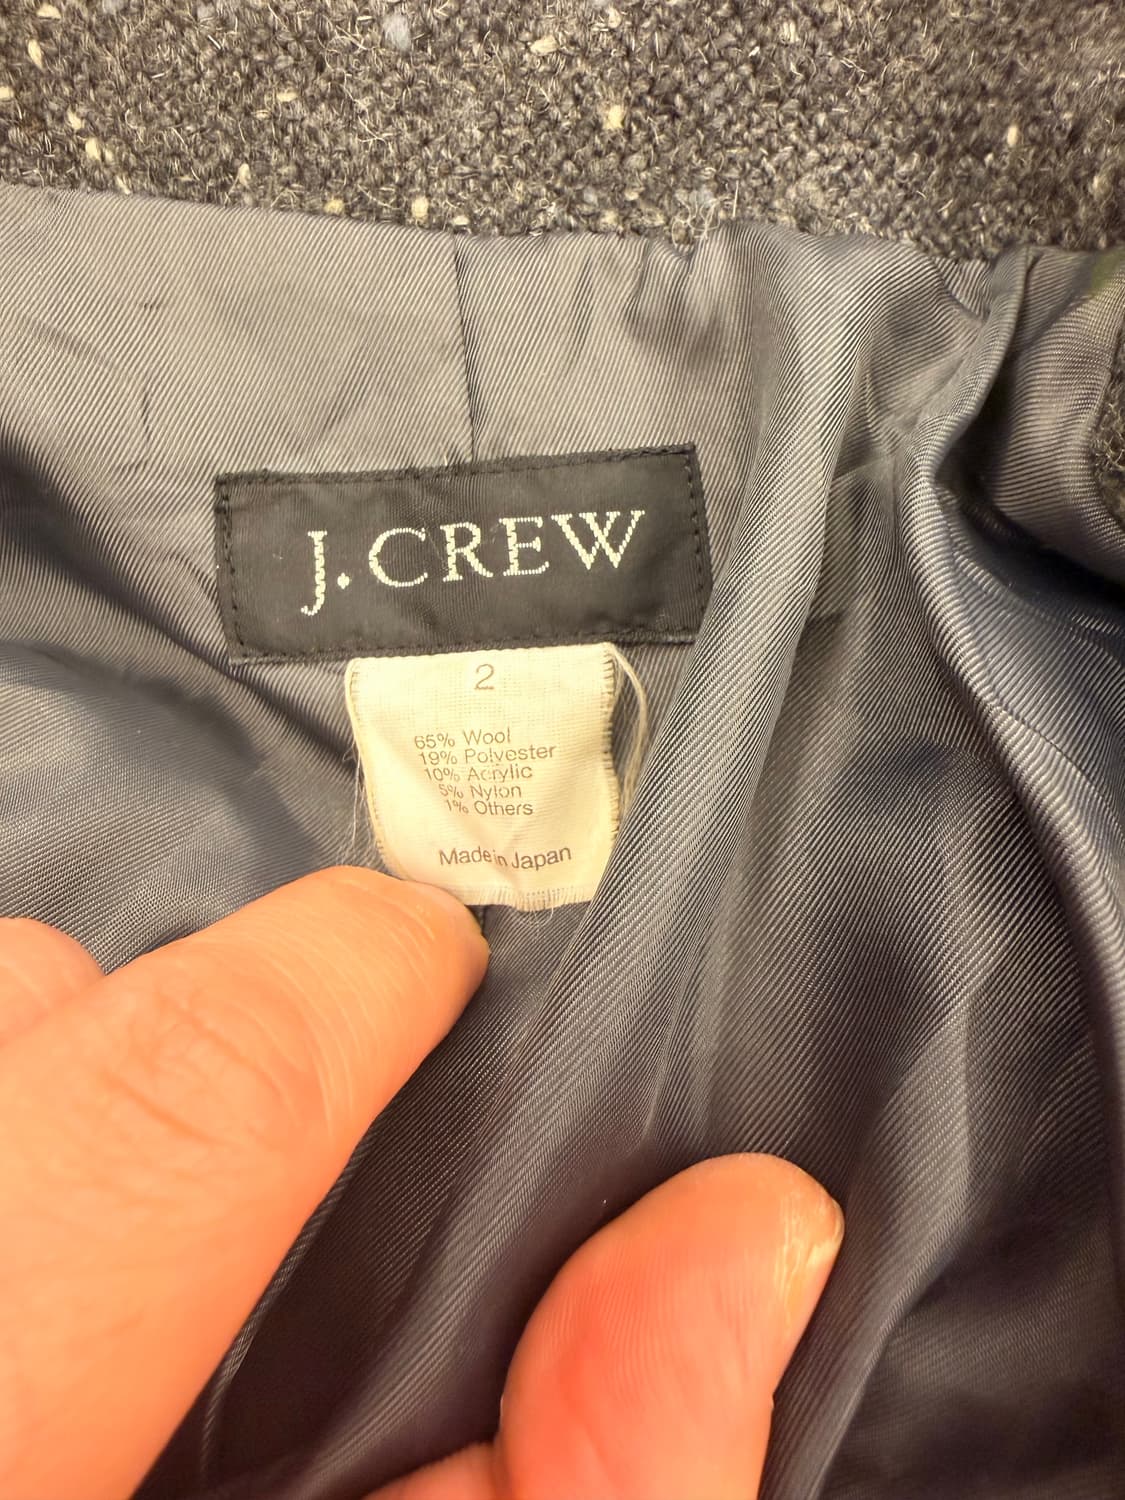 J.CREW
2
65% Wool
19% Polyester
10% Acrylic
5% Nylon
1% Others
Made in Japan